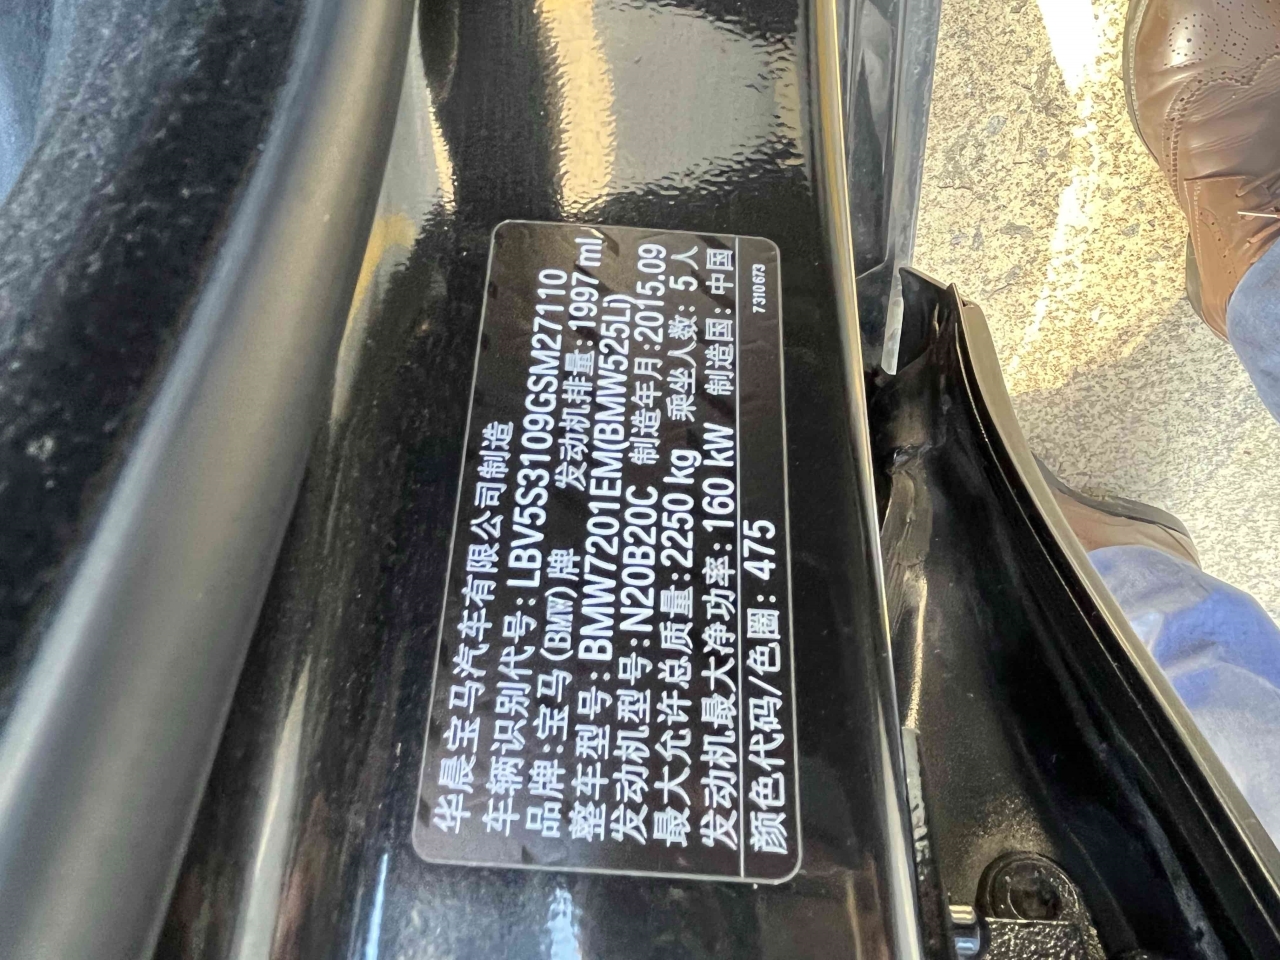 华晨宝马汽车有限公司制造
车辆识别代号:LBV5S3109GSM27110
品牌:宝马(BMW)牌 发动机排量:1997ml
整车型号:BMW7201EM(BMW525Li)
发动机型号:N20B20C 制造年月:2015.09
最大允许总质量:2250 kg 乘坐人数: 5 人
发动机最大净功率:160 kW 制造国:中国
颜色代码/色圈: 475 7310673